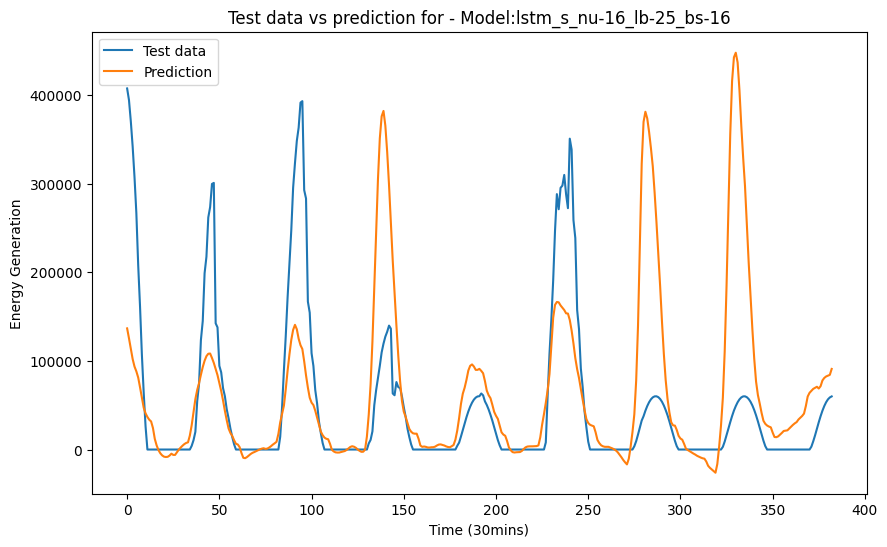 Test data vs prediction for - Model:lstm_s_nu-16_lb-25_bs-16
Test data
Prediction
Energy Generation
400000
300000
200000
100000
0
0 50 100 150 200 250 300 350 400
Time (30mins)